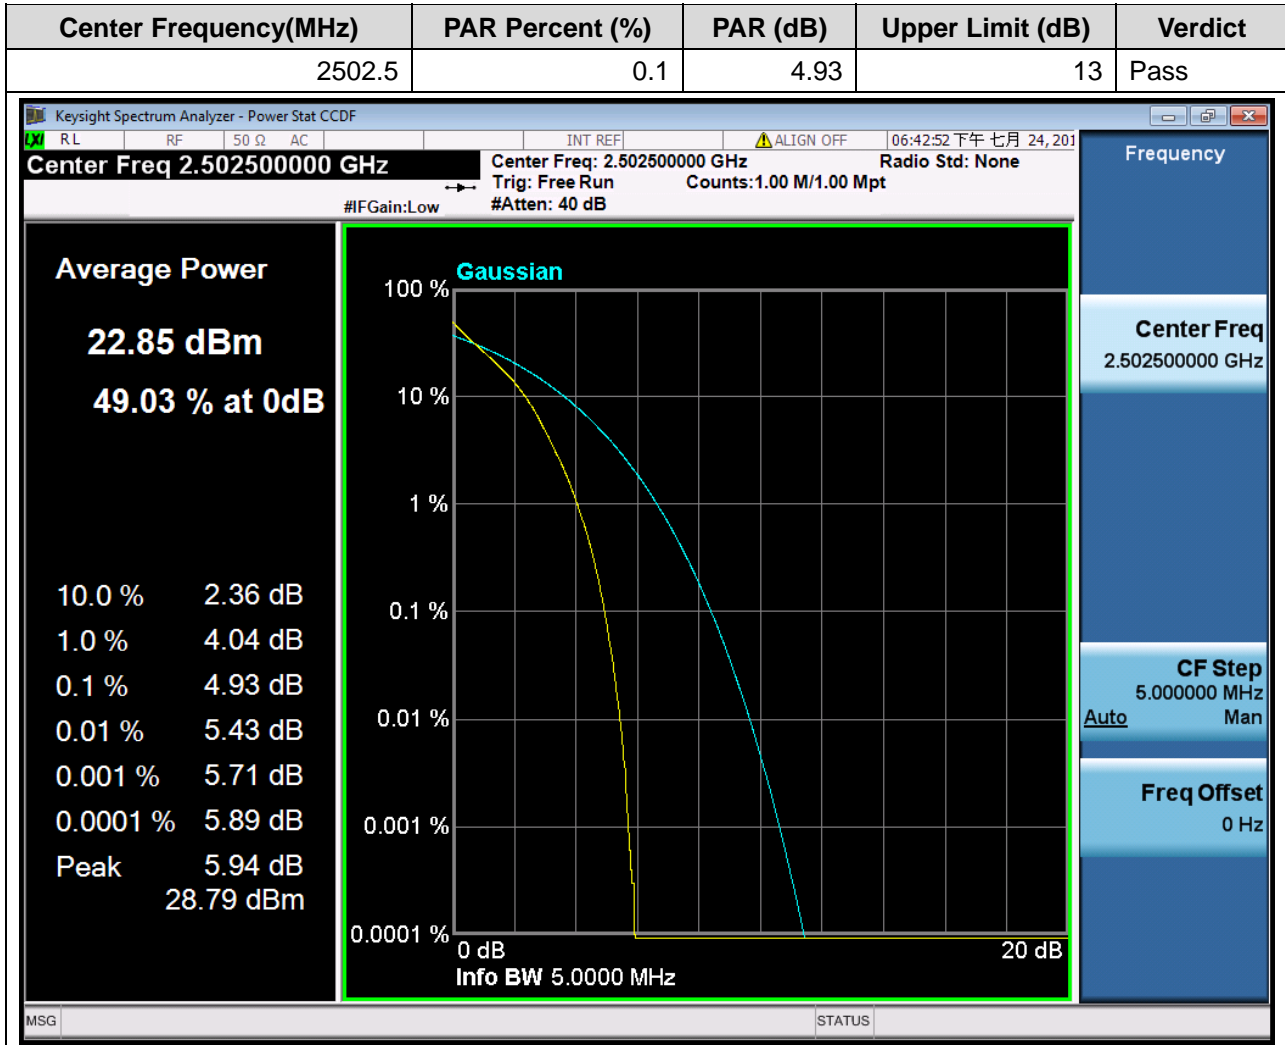 Center Frequency(MHz) PAR Percent (%) PAR (dB) Upper Limit (dB) Verdict
2502.5 0.1 4.93 13 Pass
Keysight Spectrum Analyzer - Power Stat CCDF
LXI RL RF 50 Ω AC INT REF ALIGN OFF 06:42:52 下午 七月 24, 201
Center Freq 2.502500000 GHz
Center Freq: 2.502500000 GHz Radio Std: None
Trig: Free Run Counts:1.00 M/1.00 Mpt
#IFGain:Low #Atten: 40 dB
Average Power
22.85 dBm
49.03 % at 0dB
10.0 % 2.36 dB
1.0 % 4.04 dB
0.1 % 4.93 dB
0.01 % 5.43 dB
0.001 % 5.71 dB
0.0001 % 5.89 dB
Peak 5.94 dB
28.79 dBm
Gaussian
100 %
10 %
1 %
0.1 %
0.01 %
0.001 %
0.0001 %
0 dB 20 dB
Info BW 5.0000 MHz
Frequency
Center Freq
2.502500000 GHz
CF Step
5.000000 MHz
Auto Man
Freq Offset
0 Hz
MSG STATUS